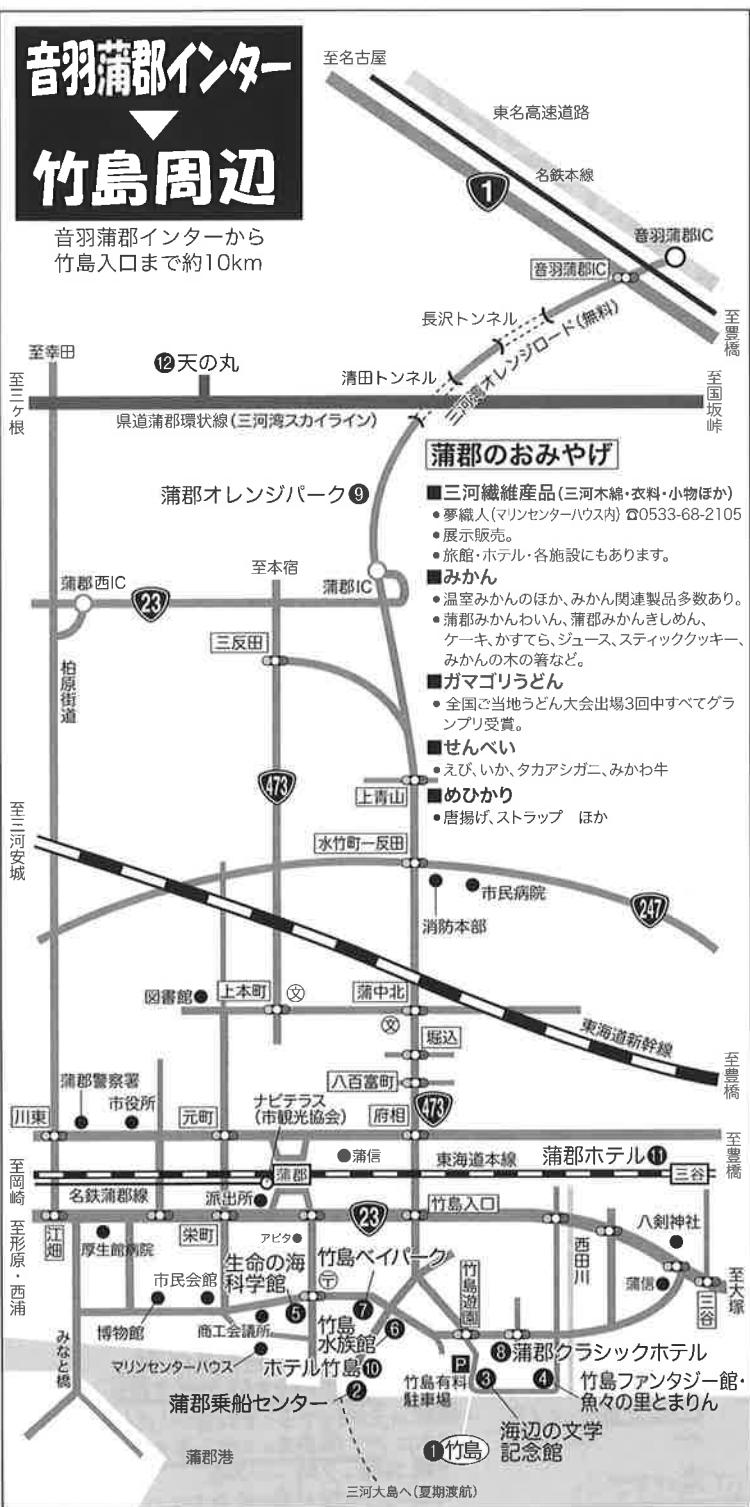 音羽蒲郡インター
竹島周辺
音羽蒲郡インターから
竹島入口まで約10km
至名古屋
東名高速道路
名鉄本線
1
音羽蒲郡IC
音羽蒲郡IC
長沢トンネル
至豊橋
三河湾オレンジロード(無料)
至幸田
⓬天の丸
清田トンネル
至三ヶ根
至国坂峠
県道蒲郡環状線(三河湾スカイライン)
蒲郡オレンジパーク❾
蒲郡のおみやげ
■三河繊維産品(三河木綿・衣料・小物ほか)
•夢織人(マリンセンターハウス内) ☎0533-68-2105
•展示販売。
•旅館・ホテル・各施設にもあります。
■みかん
•温室みかんのほか、みかん関連製品多数あり。
•蒲郡みかんわいん、蒲郡みかんきしめん、
ケーキ、かすてら、ジュース、スティッククッキー、
みかんの木の箸など。
■ガマゴリうどん
•全国ご当地うどん大会出場3回中すべてグラ
ンプリ受賞。
■せんべい
•えび、いか、タカアシガニ、みかわ牛
■めひかり
•唐揚げ、ストラップ ほか
蒲郡西IC
23
至本宿
蒲郡IC
三反田
柏原街道
473
上青山
至三河安城
水竹町一反田
市民病院
消防本部
247
図書館
上本町
文
蒲中北
文
堀込
東海道新幹線
八百富町
至豊橋
蒲郡警察署
市役所
ナビテラス
(市観光協会)
川東
元町
府相
473
至豊橋
蒲信
東海道本線
蒲郡ホテル⓫
至岡崎
蒲郡
三谷
名鉄蒲郡線
派出所
竹島入口
至形原・西浦
江畑
栄町
23
厚生館病院
アピタ
八剣神社
西田川
生命の海
科学館
❺
〒
竹島ベイパーク
❼
竹島遊園
蒲信
至大塚
三谷
市民会館
博物館
商工会議所
竹島
水族館
❻
みなと橋
マリンセンターハウス
ホテル竹島❿
P
竹島有料
駐車場
❽蒲郡クラシックホテル
❸
❹
竹島ファンタジー館・
魚々の里とまりん
蒲郡乗船センター
❷
海辺の文学
記念館
❶竹島
蒲郡港
三河大島へ(夏期渡航)